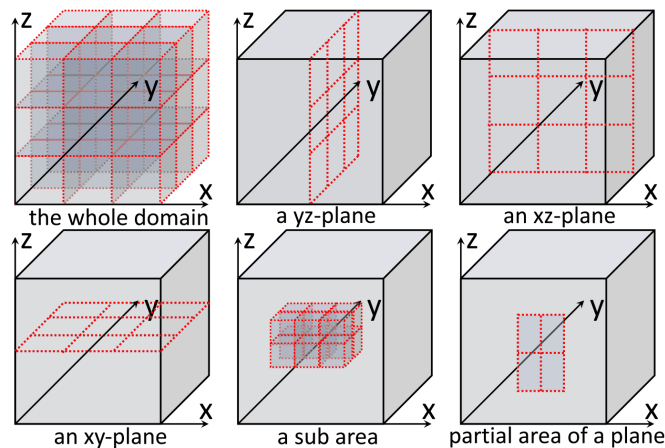 z z z
y y y
x x x
the whole domain a yz-plane an xz-plane
z z z
y y y
x x x
an xy-plane a sub area partial area of a plane